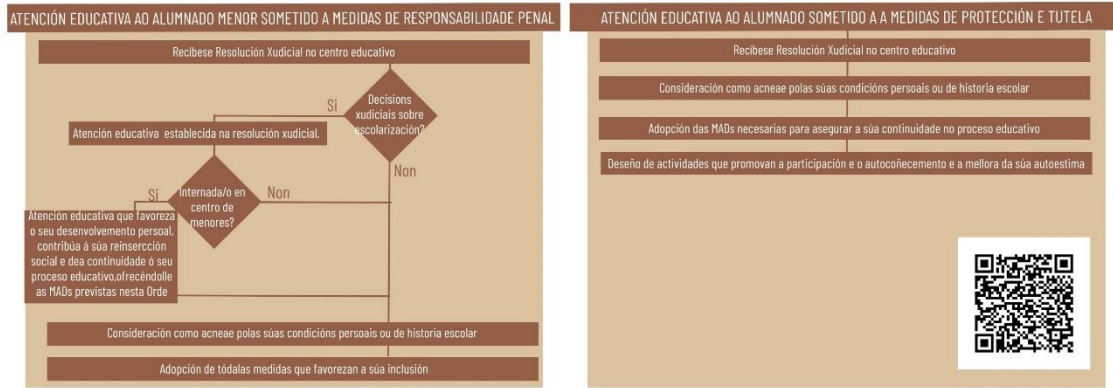 ATENCIÓN EDUCATIVA AO ALUMNADO MENOR SOMETIDO A MEDIDAS DE RESPONSABILIDADE PENAL
Recíbese Resolución Xudicial no centro educativo
Decisions
xudiciais sobre
escolarización?
Si
Non
Atención educativa establecida na resolución xudicial.
Internada/o en
centro de
menores?
Si
Non
Atención educativa que favoreza
o seu desenvolvemento persoal,
contribúa á súa reinsercción
social e dea continuidade ó seu
proceso educativo,ofrecéndolle
as MADs previstas nesta Orde
Consideración como acneae polas súas condicións persoais ou de historia escolar
Adopción de tódalas medidas que favorezan a súa inclusión
ATENCIÓN EDUCATIVA AO ALUMNADO SOMETIDO A A MEDIDAS DE PROTECCIÓN E TUTELA
Recíbese Resolución Xudicial no centro educativo
Consideración como acneae polas súas condicións persoais ou de historia escolar
Adopción das MADs necesarias para asegurar a súa continuidade no proceso educativo
Deseño de actividades que promovan a participación e o autocoñecemento e a mellora da súa autoestima